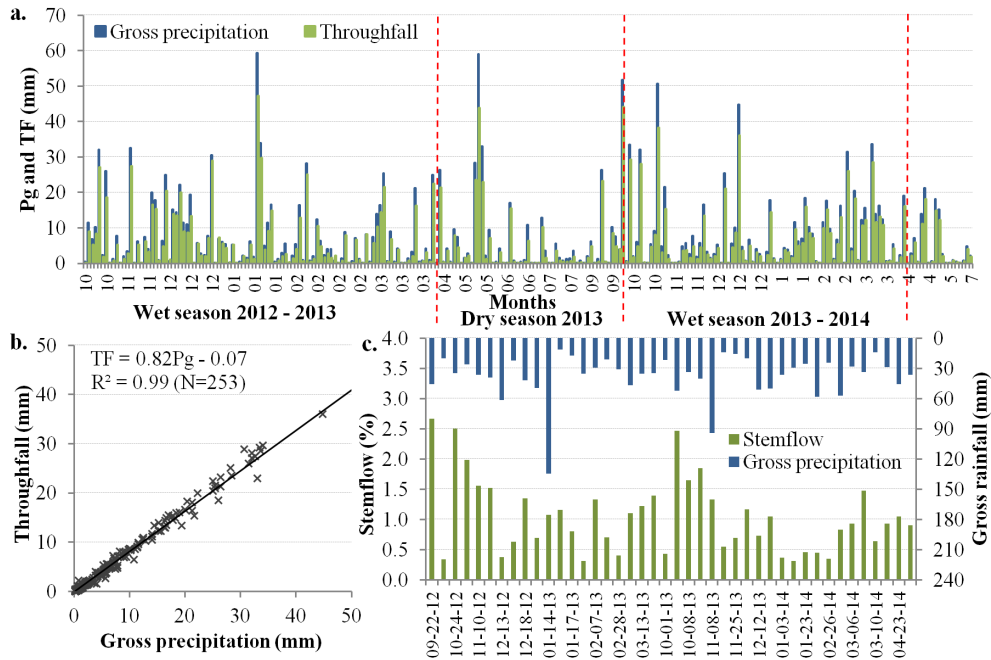 a.
Pg and TF (mm)
70
60
50
40
30
20
10
0
Gross precipitation
Throughfall
10 10 11 11 12 12 12 01 01 01 02 02 02 03 03 03 04 03 05 06 06 07 07 09 09 10 10 11 11 12 12 1 1 2 2 3 3 4 4 5 7
Months
Wet season 2012 - 2013
Dry season 2013
Wet season 2013 - 2014
b.
TF = 0.82Pg - 0.07
R² = 0.99 (N=253)
Throughfall (mm)
50
40
30
20
10
0
0 10 20 30 40 50
Gross precipitation (mm)
c.
Stemflow (%)
4.0
3.5
3.0
2.5
2.0
1.5
1.0
0.5
0.0
Stemflow
Gross precipitation
0
30
60
90
120
150
180
210
240
Gross rainfall (mm)
09-22-12
10-24-12
11-10-12
12-13-12
12-18-12
01-14-13
01-17-13
02-07-13
02-28-13
03-13-13
10-01-13
10-08-13
11-08-13
11-25-13
12-12-13
01-03-14
01-23-14
02-26-14
03-06-14
03-10-14
04-23-14